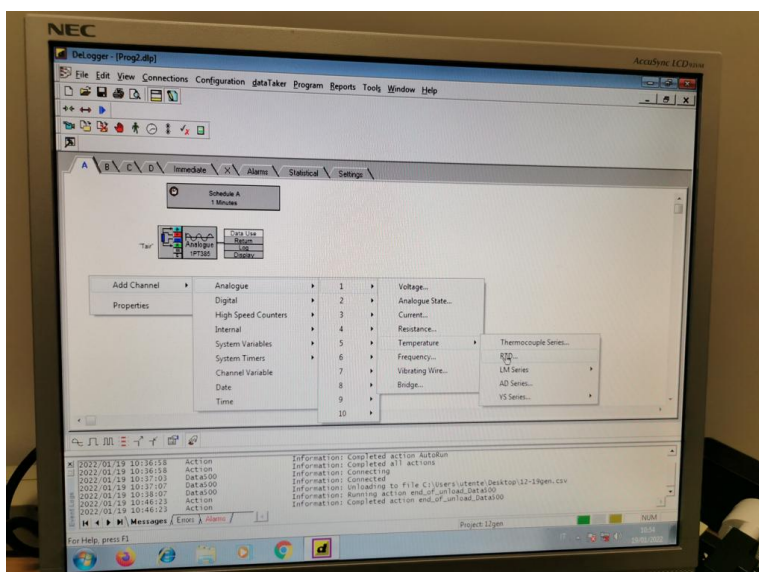 NEC
AccuSync LCD
DeLogger - [Prog2.dlp]
File Edit View Connections Configuration dataTaker Program Reports Tools Window Help
A B C D Immediate X Alarms Statistical Settings
Schedule A
1 Minutes
'Tair'
Analogue
1PT385
Data Use
Return
Log
Display
Add Channel
Properties
Analogue
Digital
High Speed Counters
Internal
System Variables
System Timers
Channel Variable
Date
Time
1
2
3
4
5
6
7
8
9
10
Voltage...
Analogue State...
Current...
Resistance...
Temperature
Frequency...
Vibrating Wire...
Bridge...
Thermocouple Series...
RTD...
LM Series
AD Series...
YS Series...
2022/01/19 10:36:58 Action Information: Completed action AutoRun
2022/01/19 10:36:58 Action Information: Completed all actions
2022/01/19 10:37:03 Data500 Information: Connecting
2022/01/19 10:37:07 Data500 Information: Connected
2022/01/19 10:38:07 Data500 Information: Unloading to file C:\Users\utente\Desktop\12-19gen.csv
2022/01/19 10:46:23 Action Information: Running action end_of_unload_Data500
2022/01/19 10:46:23 Action Information: Completed action end_of_unload_Data500
Messages Errors Alarms
Project: 12gen
NUM
For Help, press F1
IT
10:54
19/01/2022